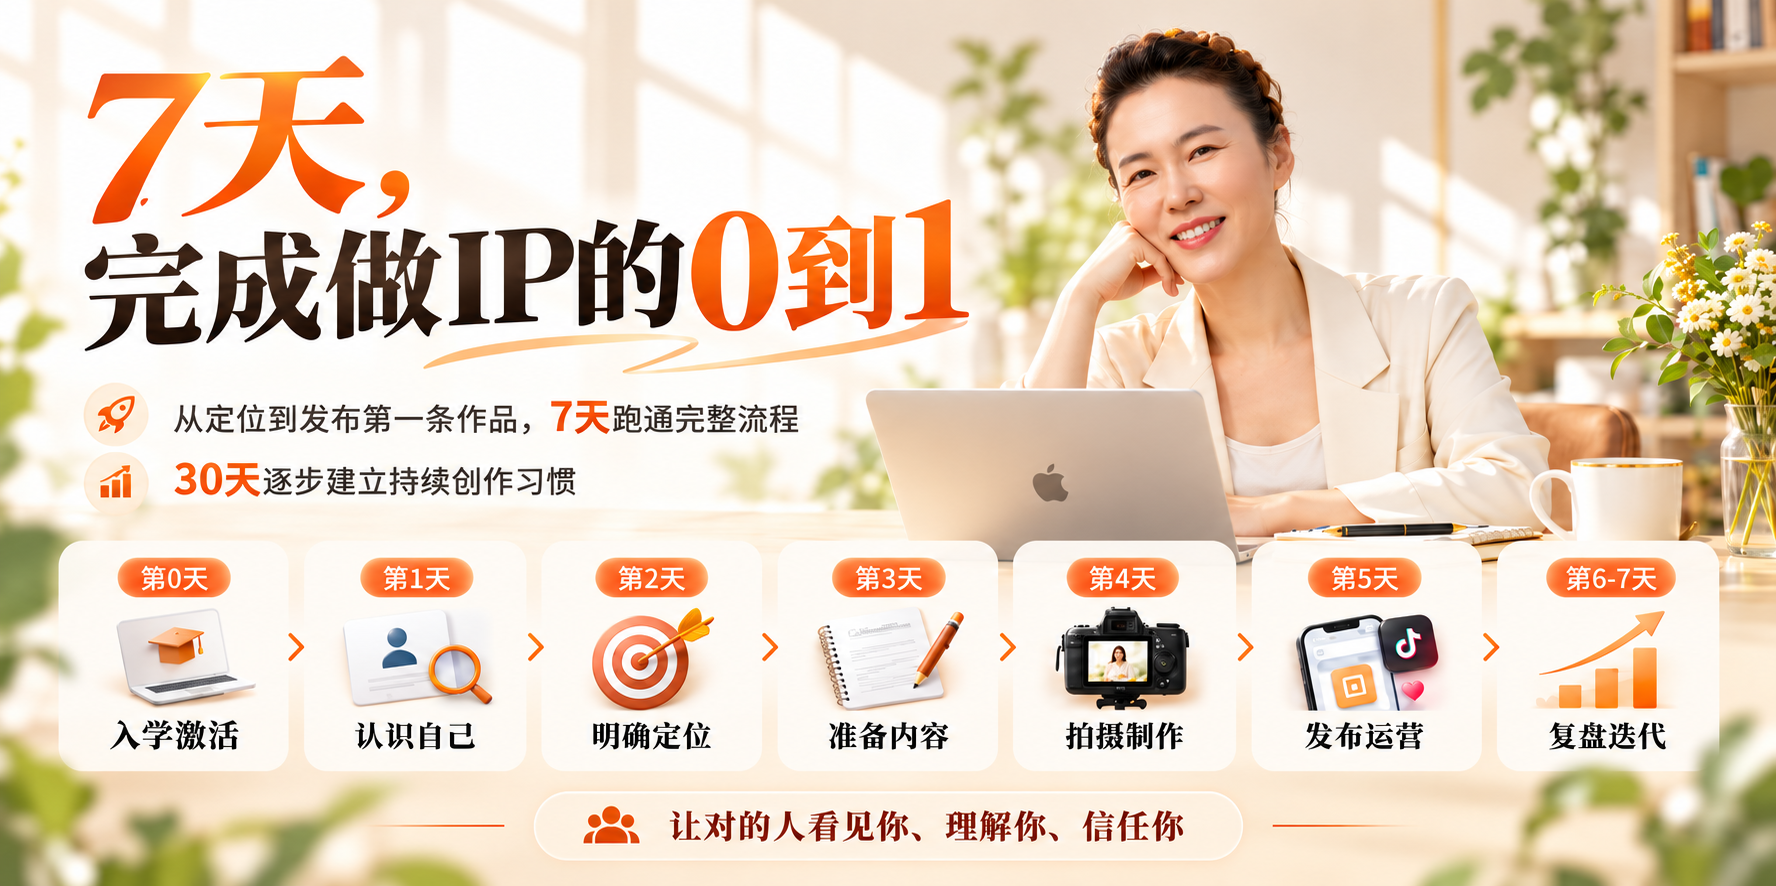 7天，
完成做IP的0到1
从定位到发布第一条作品，7天跑通完整流程
30天逐步建立持续创作习惯
第0天
入学激活
第1天
认识自己
第2天
明确定位
第3天
准备内容
第4天
拍摄制作
第5天
发布运营
第6-7天
复盘迭代
让对的人看见你、理解你、信任你